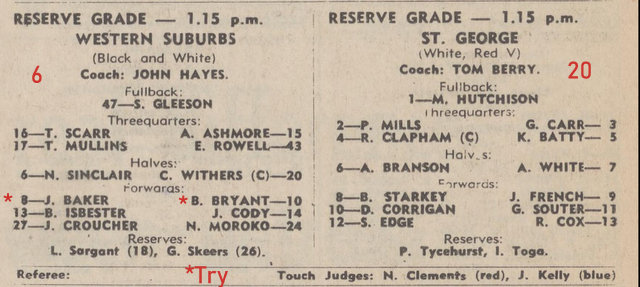 RESERVE GRADE — 1.15 p.m.
WESTERN SUBURBS
(Black and White)
6
Coach: JOHN HAYES.
Fullback:
47—S. GLEESON
Threequarters:
16—T. SCARR A. ASHMORE—15
17—T. MULLINS E. ROWELL—43
Halves:
6—N. SINCLAIR C. WITHERS (C)—20
Forwards:
* 8—J. BAKER * B. BRYANT—10
13—B. ISBESTER J. CODY—14
27—J. CROUCHER N. MOROKO—24
Reserves:
L. Sargant (18), G. Skeers (26).
RESERVE GRADE — 1.15 p.m.
ST. GEORGE
(White, Red V)
Coach: TOM BERRY.
20
Fullback:
1—M. HUTCHISON
Threequarters:
2—P. MILLS G. CARR— 3
4—R. CLAPHAM (C) K. BATTY— 5
Halves:
6—A. BRANSON A. WHITE— 7
Forwards:
8—B. STARKEY J. FRENCH— 9
10—D. CORRIGAN G. SOUTER—11
12—S. EDGE R. COX—13
Reserves:
P. Tycehurst, I. Toga.
Referee: *Try Touch Judges: N. Clements (red), J. Kelly (blue)